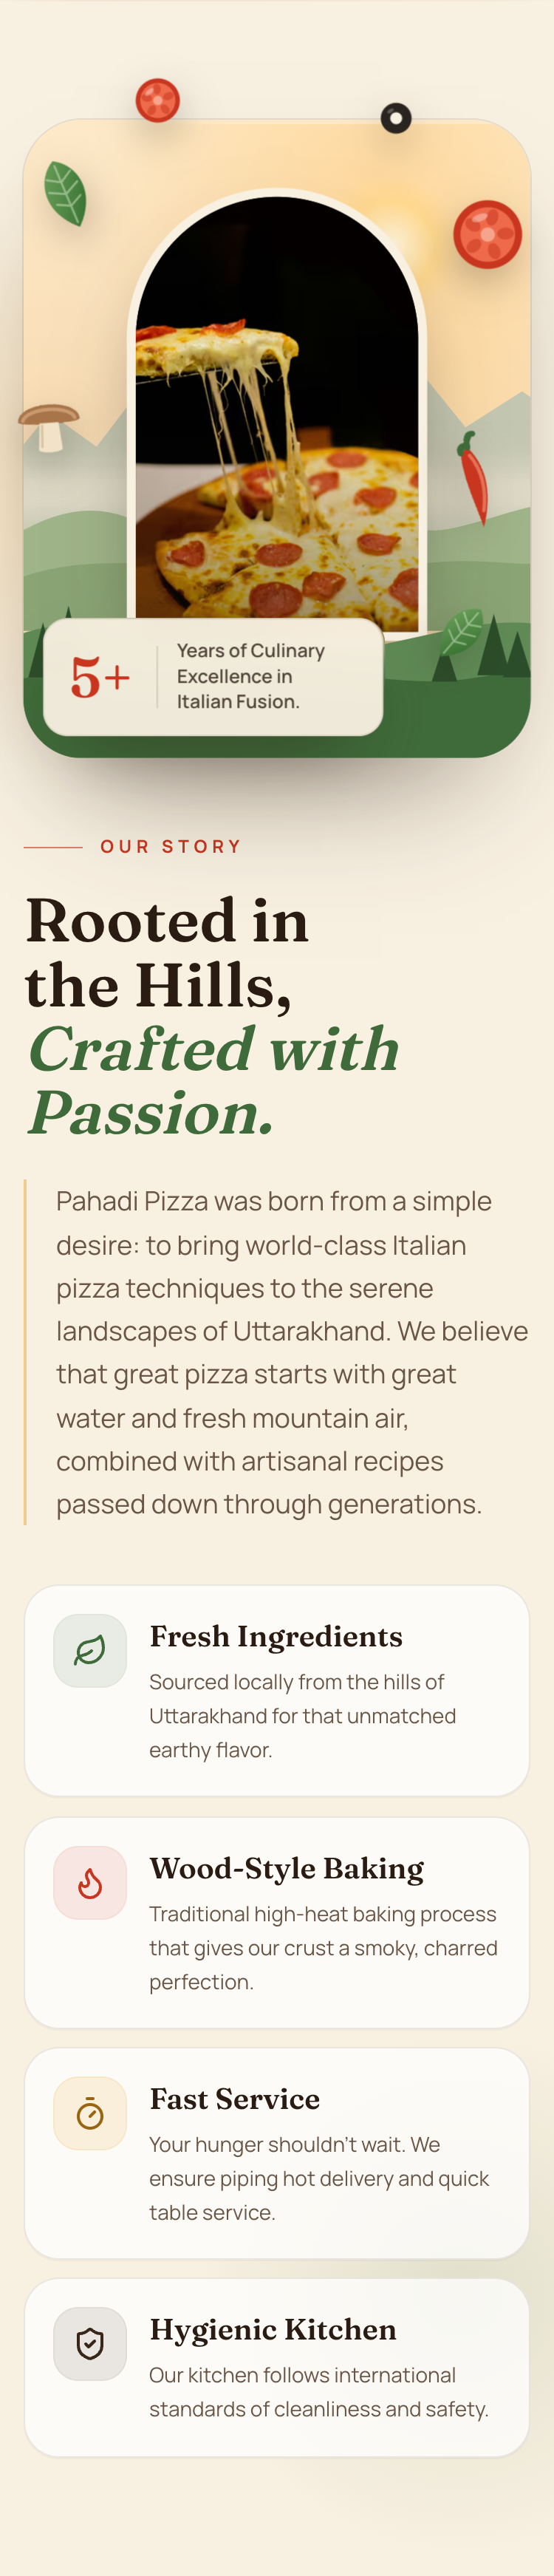 5+
Years of Culinary
Excellence in
Italian Fusion.
OUR STORY
Rooted in
the Hills,
Crafted with
Passion.
Pahadi Pizza was born from a simple
desire: to bring world-class Italian
pizza techniques to the serene
landscapes of Uttarakhand. We believe
that great pizza starts with great
water and fresh mountain air,
combined with artisanal recipes
passed down through generations.
Fresh Ingredients
Sourced locally from the hills of
Uttarakhand for that unmatched
earthy flavor.
Wood-Style Baking
Traditional high-heat baking process
that gives our crust a smoky, charred
perfection.
Fast Service
Your hunger shouldn't wait. We
ensure piping hot delivery and quick
table service.
Hygienic Kitchen
Our kitchen follows international
standards of cleanliness and safety.